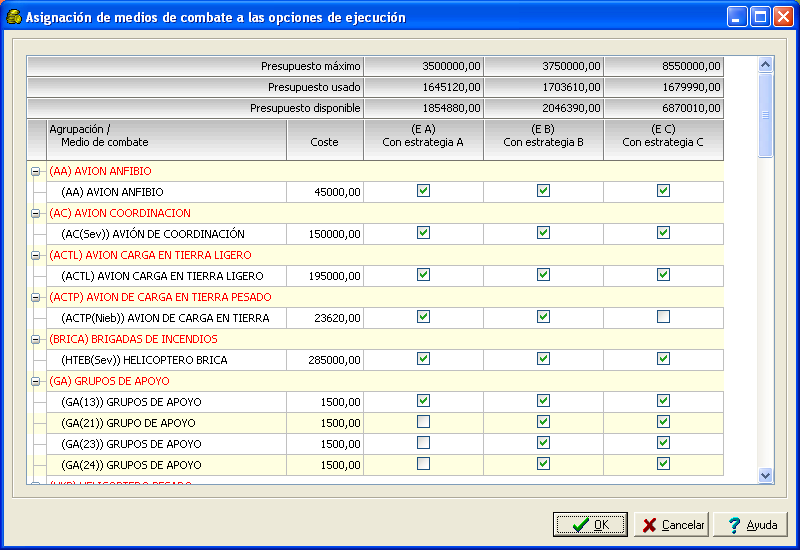 Asignación de medios de combate a las opciones de ejecución
Presupuesto máximo 3500000,00 3750000,00 8550000,00
Presupuesto usado 1645120,00 1703610,00 1679990,00
Presupuesto disponible 1854880,00 2046390,00 6870010,00
Agrupación / (E A) (E B) (E C)
Medio de combate Coste Con estrategia A Con estrategia B Con estrategia C
(AA) AVION ANFIBIO
(AA) AVION ANFIBIO 45000,00
(AC) AVION COORDINACION
(AC(Sev)) AVIÓN DE COORDINACIÓN 150000,00
(ACTL) AVION CARGA EN TIERRA LIGERO
(ACTL) AVION CARGA EN TIERRA LIGERO 195000,00
(ACTP) AVION DE CARGA EN TIERRA PESADO
(ACTP(Nieb)) AVION DE CARGA EN TIERRA 23620,00
(BRICA) BRIGADAS DE INCENDIOS
(HTEB(Sev)) HELICOPTERO BRICA 285000,00
(GA) GRUPOS DE APOYO
(GA(13)) GRUPOS DE APOYO 1500,00
(GA(21)) GRUPO DE APOYO 1500,00
(GA(23)) GRUPOS DE APOYO 1500,00
(GA(24)) GRUPOS DE APOYO 1500,00
OK Cancelar Ayuda